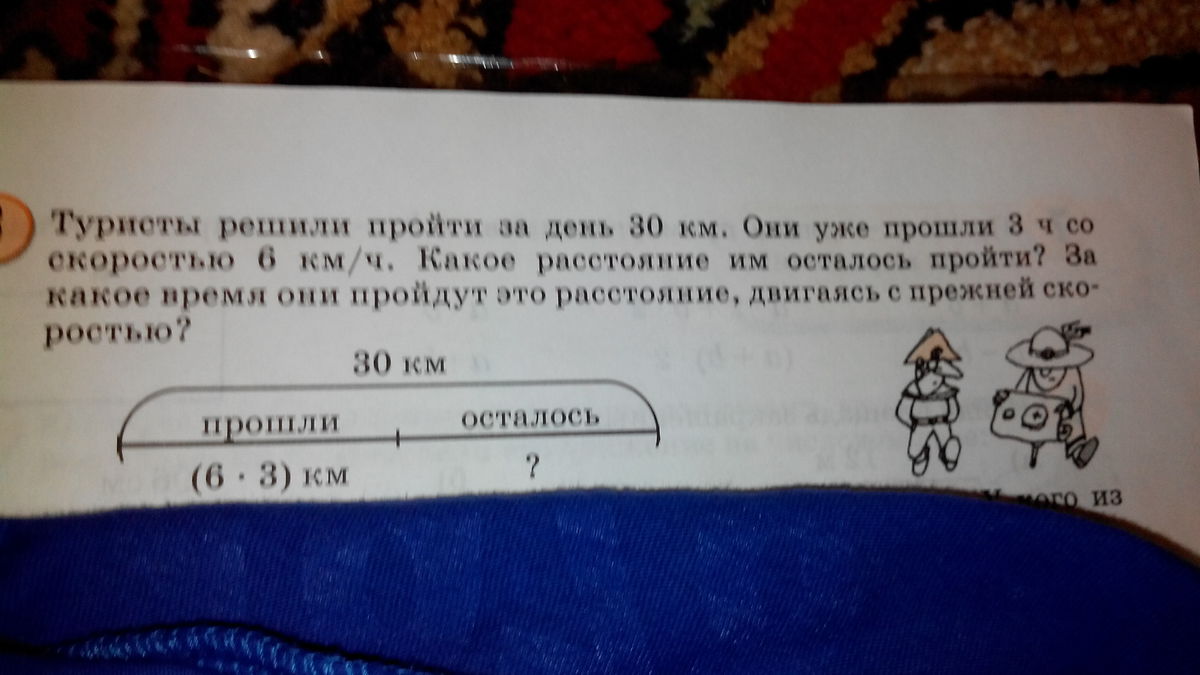 Туристы решили пройти за день 30 км. Они уже прошли 3 ч со
скоростью 6 км/ч. Какое расстояние им осталось пройти? За
какое время они пройдут это расстояние, двигаясь с прежней ско-
ростью?
30 км
прошли осталось
(6 · 3) км ?
из